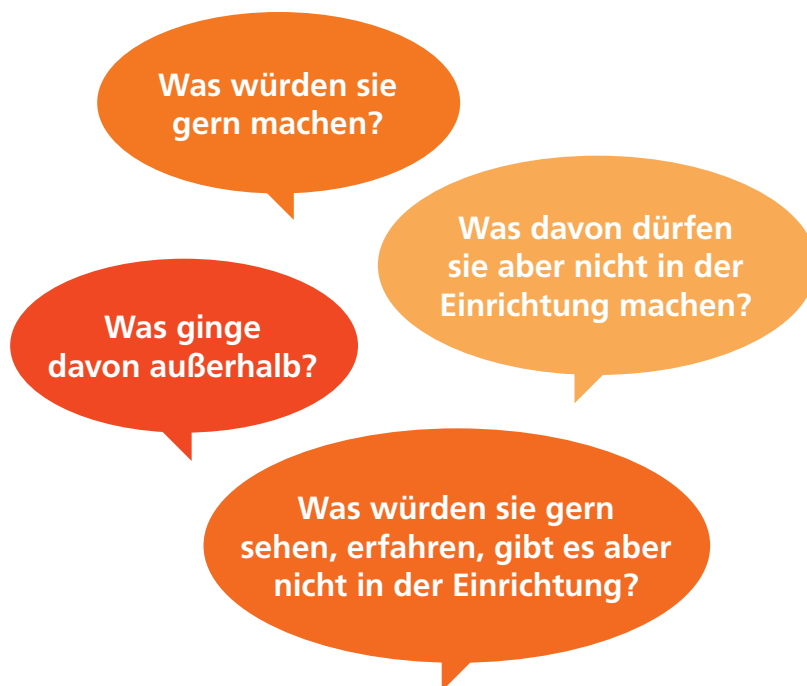 Was würden sie
gern machen?
Was davon dürfen
sie aber nicht in der
Einrichtung machen?
Was ginge
davon außerhalb?
Was würden sie gern
sehen, erfahren, gibt es aber
nicht in der Einrichtung?